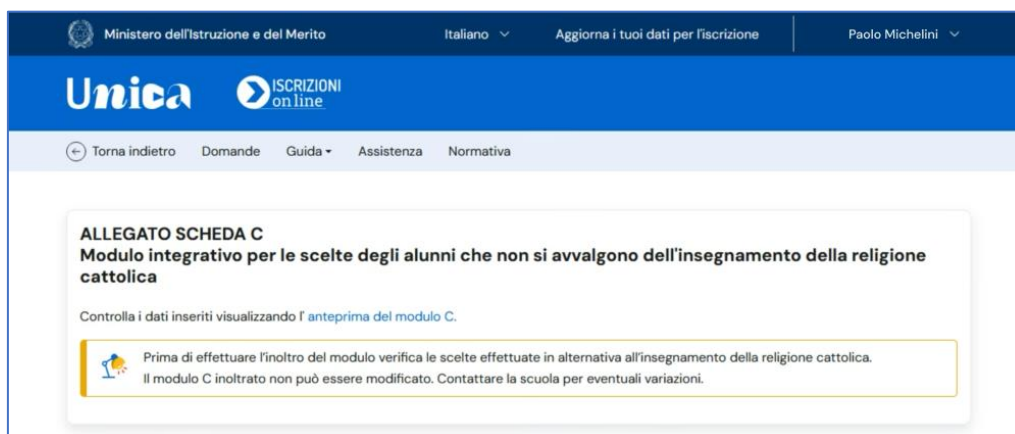 Ministero dell'Istruzione e del Merito Italiano Aggiorna i tuoi dati per l'iscrizione Paolo Michelini
Unica ISCRIZIONI
on line
Torna indietro Domande Guida Assistenza Normativa
ALLEGATO SCHEDA C
Modulo integrativo per le scelte degli alunni che non si avvalgono dell'insegnamento della religione
cattolica
Controlla i dati inseriti visualizzando l' anteprima del modulo C.
Prima di effettuare l'inoltro del modulo verifica le scelte effettuate in alternativa all'insegnamento della religione cattolica.
Il modulo C inoltrato non può essere modificato. Contattare la scuola per eventuali variazioni.